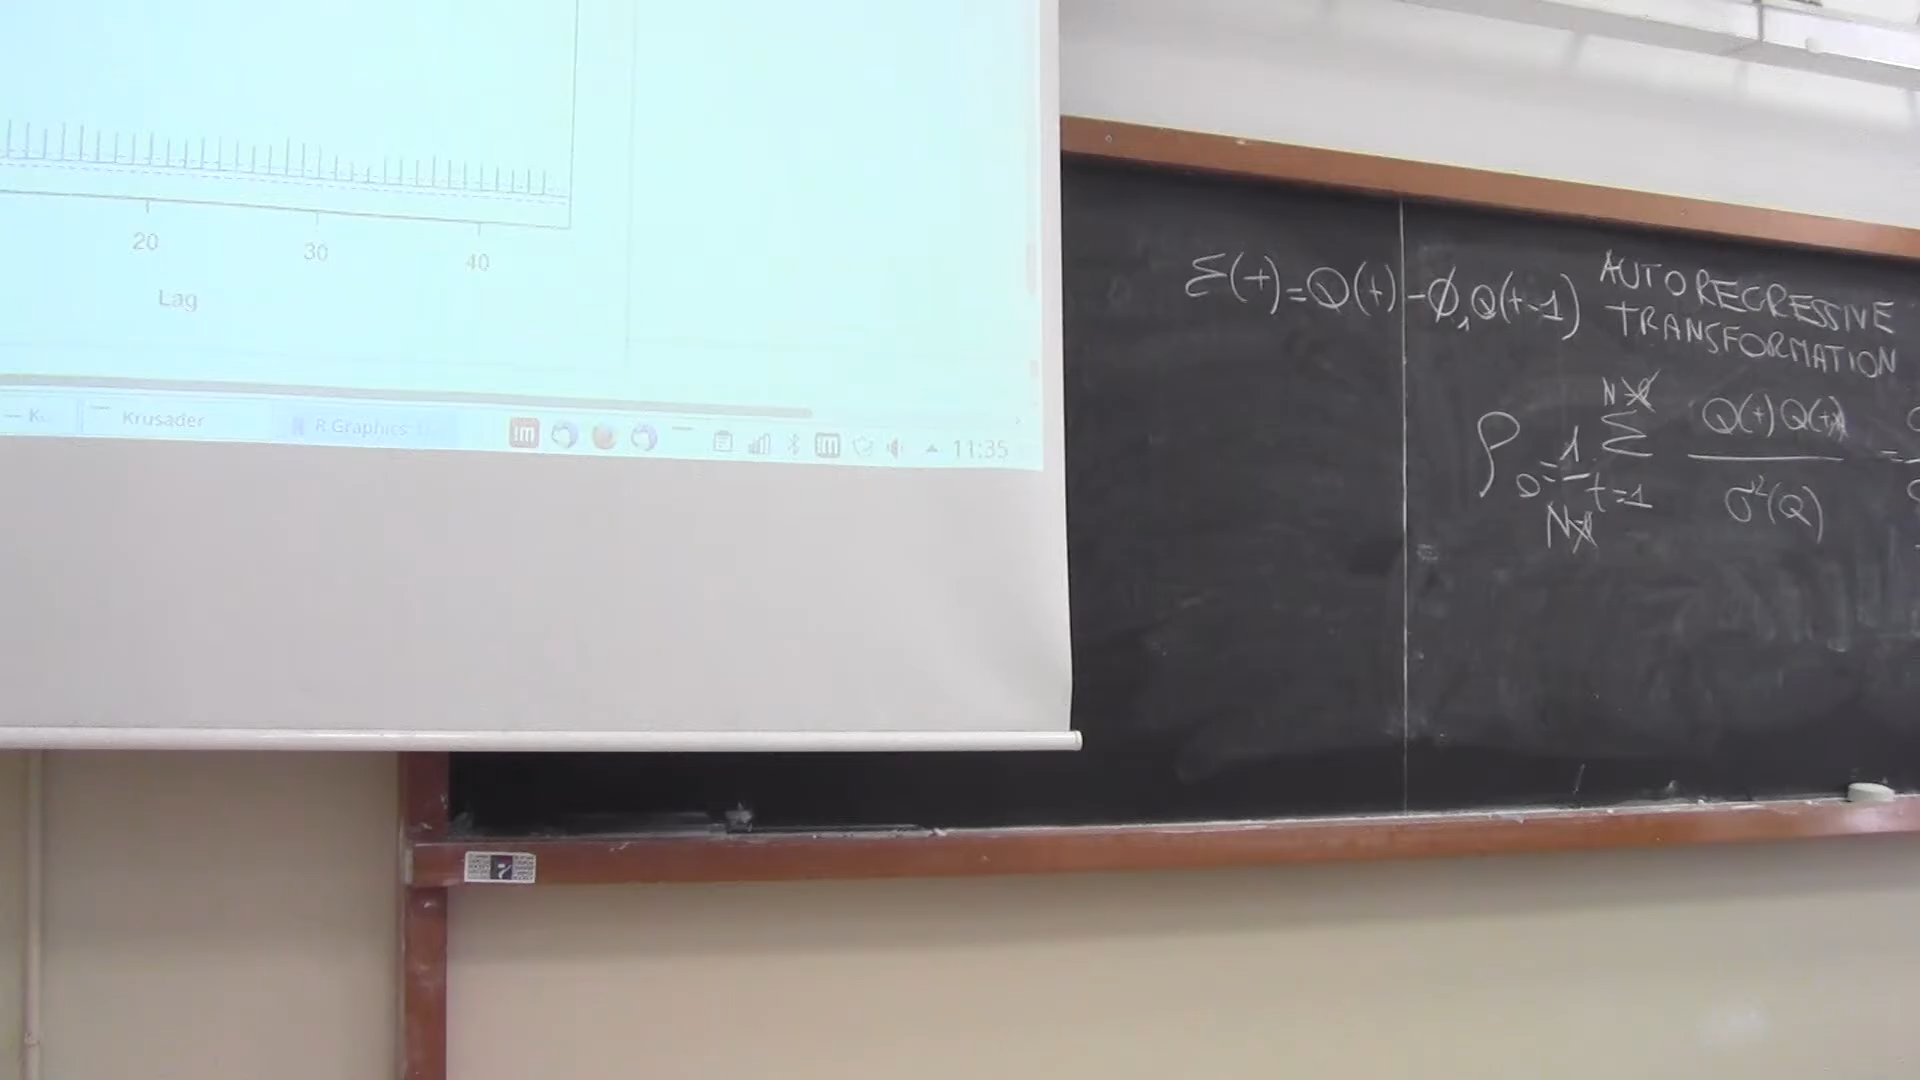 20 30 40
Lag
Krusader R Graphics: 11:35
ε(t)=Q(t)-ϕ₁Q(t-1)
AUTOREGRESSIVE
TRANSFORMATION
ρ₀=1/N Σ t=1 N Q(t)Q(t) / σ²(Q) =